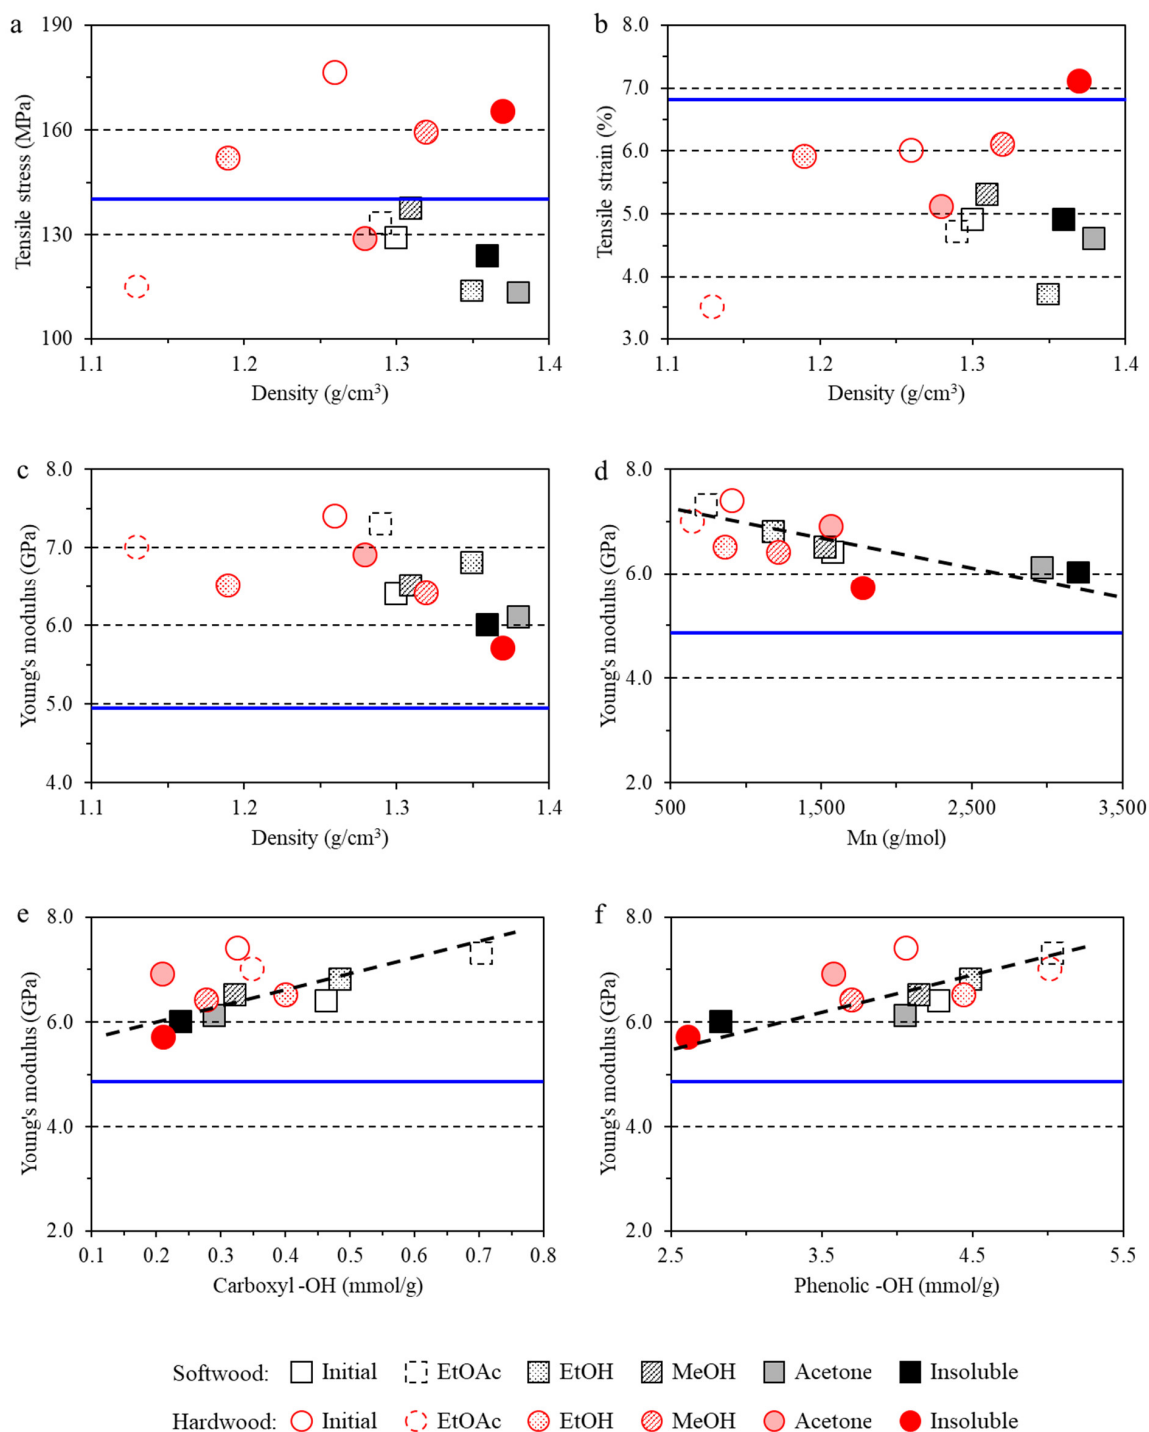 a
190
160
130
100
Tensile stress (MPa)
1.1
1.2
1.3
1.4
Density (g/cm³)
b
8.0
7.0
6.0
5.0
4.0
3.0
Tensile strain (%)
1.1
1.2
1.3
1.4
Density (g/cm³)
c
8.0
7.0
6.0
5.0
4.0
Young's modulus (GPa)
1.1
1.2
1.3
1.4
Density (g/cm³)
d
8.0
6.0
4.0
2.0
Young's modulus (GPa)
500
1,500
2,500
3,500
Mn (g/mol)
e
8.0
6.0
4.0
2.0
Young's modulus (GPa)
0.1 0.2 0.3 0.4 0.5 0.6 0.7 0.8
Carboxyl -OH (mmol/g)
f
8.0
6.0
4.0
2.0
Young's modulus (GPa)
2.5
3.5
4.5
5.5
Phenolic -OH (mmol/g)
Softwood: Initial EtOAc EtOH MeOH Acetone Insoluble
Hardwood: Initial EtOAc EtOH MeOH Acetone Insoluble